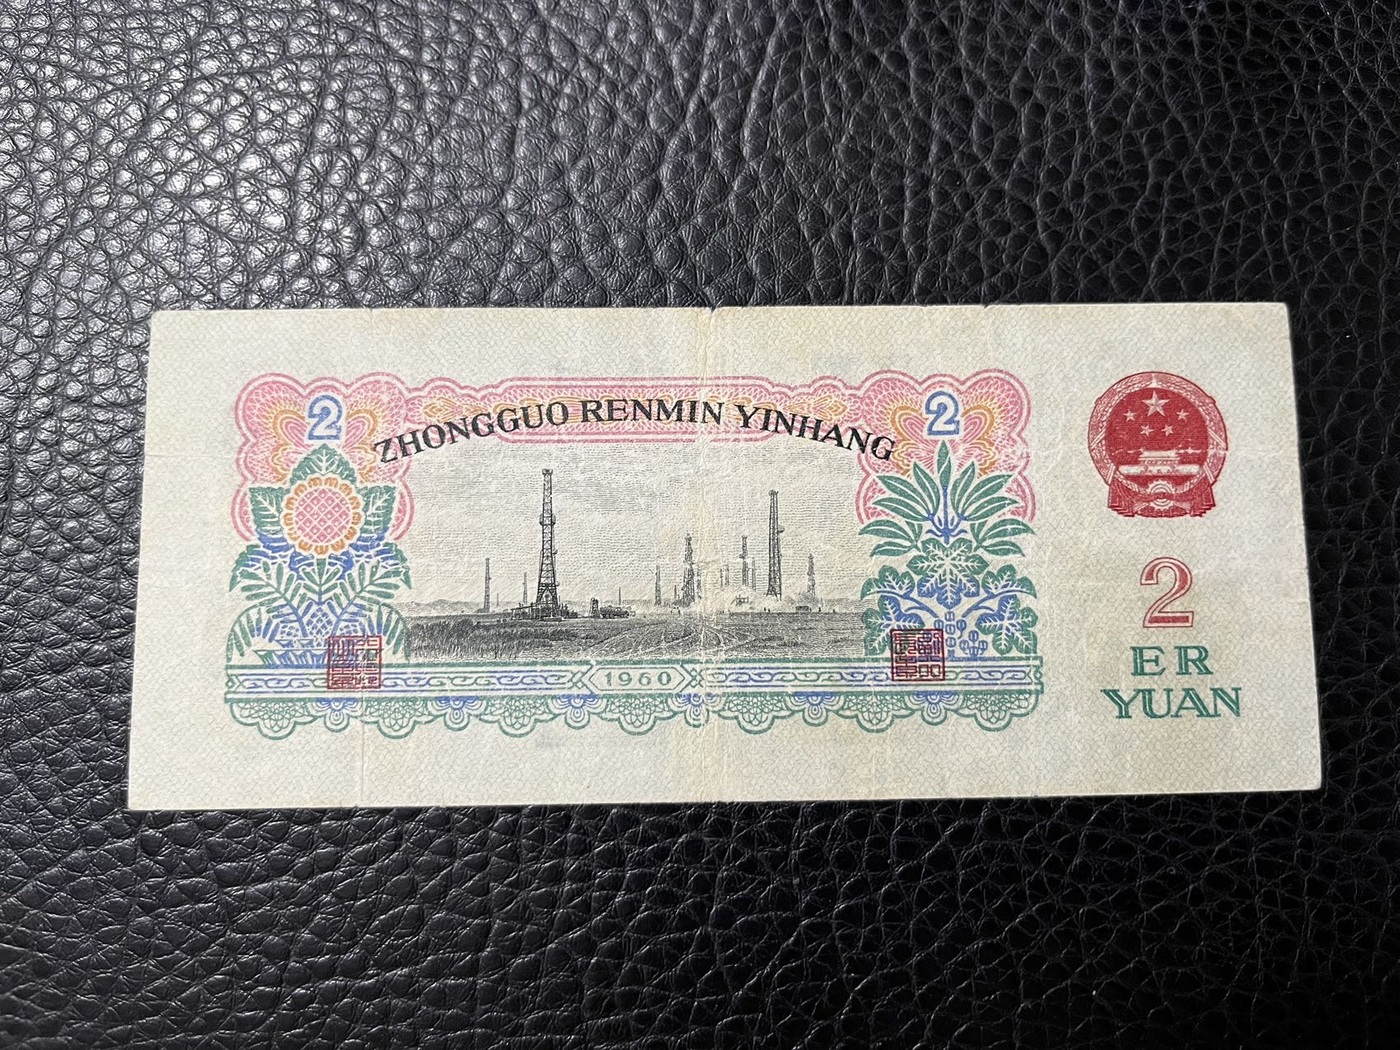 2
2
ZHONGGUO RENMIN YINHANG
1960
2
ER
YUAN